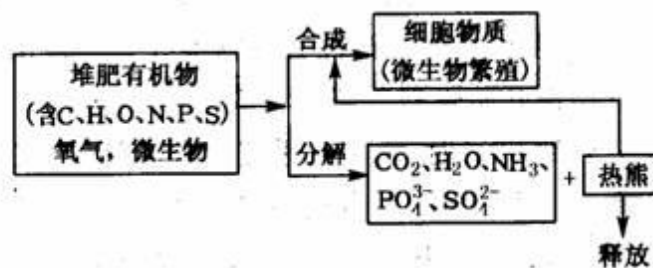 堆肥有机物
(含C、H、O、N、P、S)
氧气，微生物
合成
细胞物质
(微生物繁殖)
分解
CO₂、H₂O、NH₃、
PO₄³⁻、SO₄²⁻
+
热熊
释放